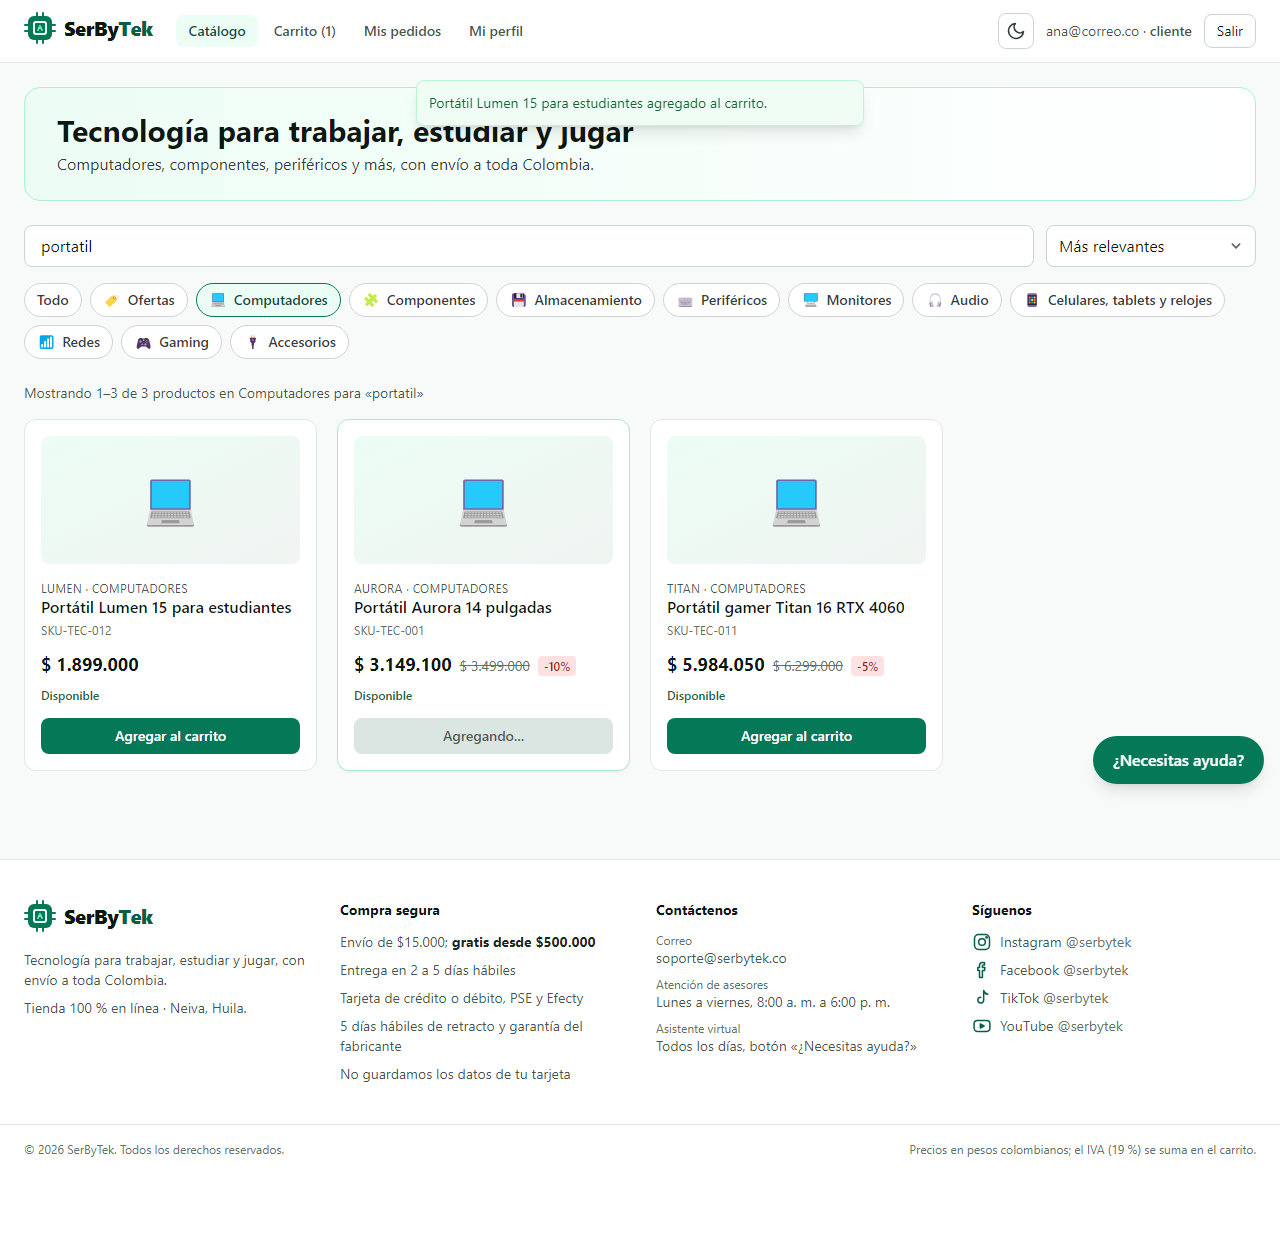 SerByTek
Catálogo
Carrito (1)
Mis pedidos
Mi perfil
ana@correo.co · cliente
Salir
Portátil Lumen 15 para estudiantes agregado al carrito.
Tecnología para trabajar, estudiar y jugar
Computadores, componentes, periféricos y más, con envío a toda Colombia.
portatil
Más relevantes
Todo
Ofertas
Computadores
Componentes
Almacenamiento
Periféricos
Monitores
Audio
Celulares, tablets y relojes
Redes
Gaming
Accesorios
Mostrando 1–3 de 3 productos en Computadores para «portatil»
LUMEN · COMPUTADORES
Portátil Lumen 15 para estudiantes
SKU-TEC-012
$ 1.899.000
Disponible
Agregar al carrito
AURORA · COMPUTADORES
Portátil Aurora 14 pulgadas
SKU-TEC-001
$ 3.149.100 $ 3.499.000 -10%
Disponible
Agregando...
TITAN · COMPUTADORES
Portátil gamer Titan 16 RTX 4060
SKU-TEC-011
$ 5.984.050 $ 6.299.000 -5%
Disponible
Agregar al carrito
¿Necesitas ayuda?
SerByTek
Tecnología para trabajar, estudiar y jugar, con
envío a toda Colombia.
Tienda 100 % en línea · Neiva, Huila.
Compra segura
Envío de $15.000; gratis desde $500.000
Entrega en 2 a 5 días hábiles
Tarjeta de crédito o débito, PSE y Efecty
5 días hábiles de retracto y garantía del
fabricante
No guardamos los datos de tu tarjeta
Contáctenos
Correo
soporte@serbytek.co
Atención de asesores
Lunes a viernes, 8:00 a. m. a 6:00 p. m.
Asistente virtual
Todos los días, botón «¿Necesitas ayuda?»
Síguenos
Instagram @serbytek
Facebook @serbytek
TikTok @serbytek
YouTube @serbytek
© 2026 SerByTek. Todos los derechos reservados.
Precios en pesos colombianos; el IVA (19 %) se suma en el carrito.